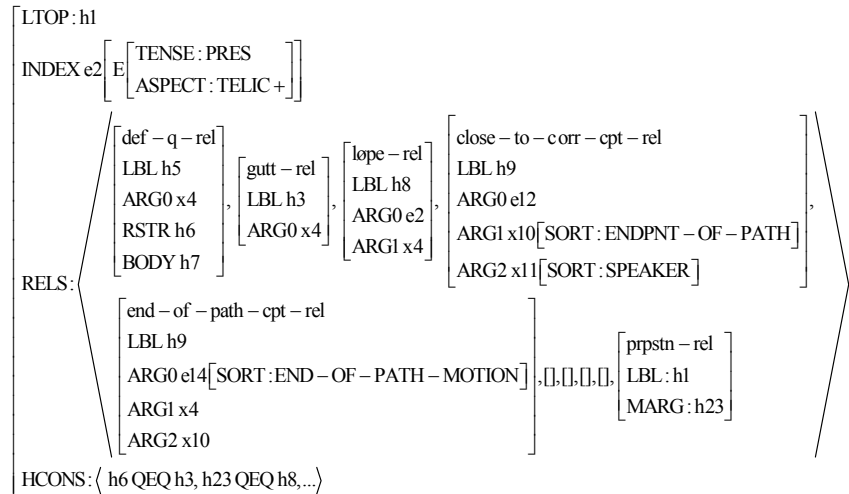 LTOP : h1
INDEX e2[E[TENSE : PRES
ASPECT : TELIC +]]
RELS :
def – q – rel
LBL h5
ARG0 x4
RSTR h6
BODY h7
,
gutt – rel
LBL h3
ARG0 x4
,
løpe – rel
LBL h8
ARG0 e2
ARG1 x4
,
close – to – corr – cpt – rel
LBL h9
ARG0 e12
ARG1 x10[SORT : ENDPNT – OF – PATH]
ARG2 x11[SORT : SPEAKER]
,
end – of – path – cpt – rel
LBL h9
ARG0 e14[SORT : END – OF – PATH – MOTION]
ARG1 x4
ARG2 x10
,[],[],[],[],
prpstn – rel
LBL : h1
MARG : h23
HCONS : ⟨ h6 QEQ h3, h23 QEQ h8,...⟩